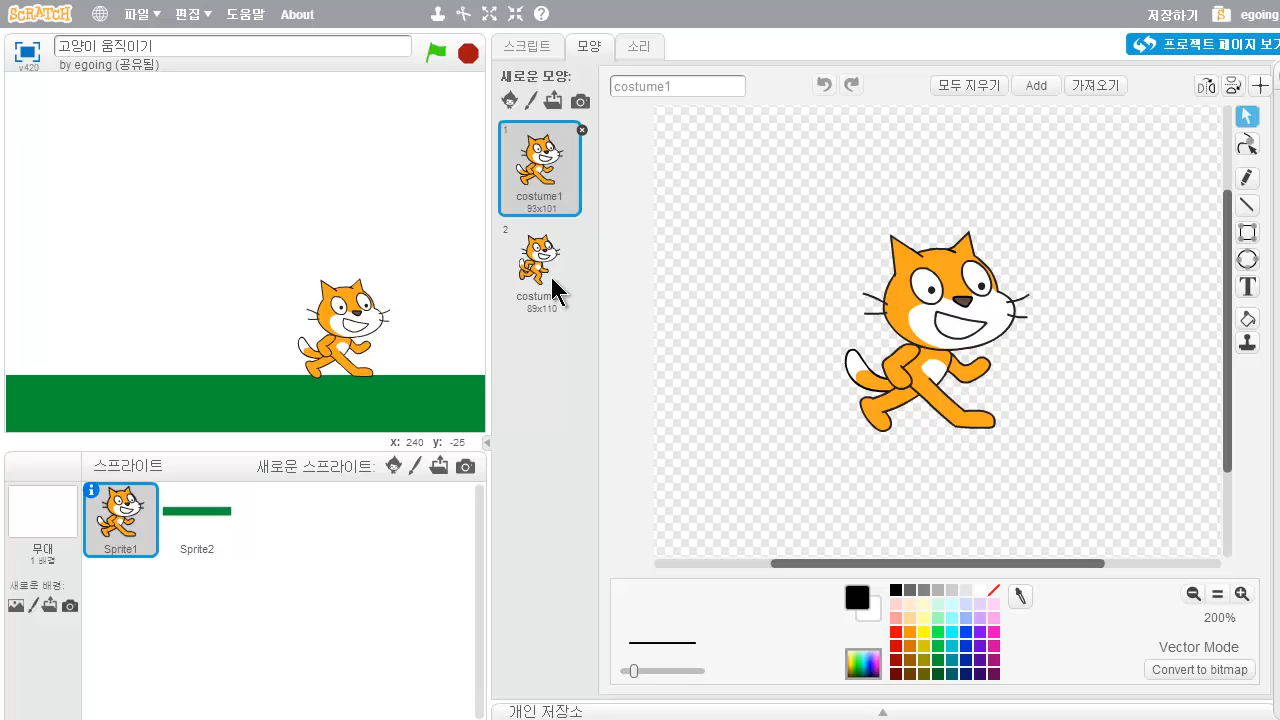 SCRATCH 파일▼ 편집▼ 도움말 About 저장하기 egoing
v420 고양이 움직이기
by egoing (공유됨)
스크립트 모양 소리 프로젝트 페이지 보기
새로운 모양:
costume1 모두 지우기 Add 가져오기
1
costume1
93x101
2
89x110
x: 240 y: -25
스프라이트 새로운 스프라이트:
Sprite1 Sprite2
무대
1 배경
새로운 배경:
T
200%
Vector Mode
Convert to bitmap
개인 저장소